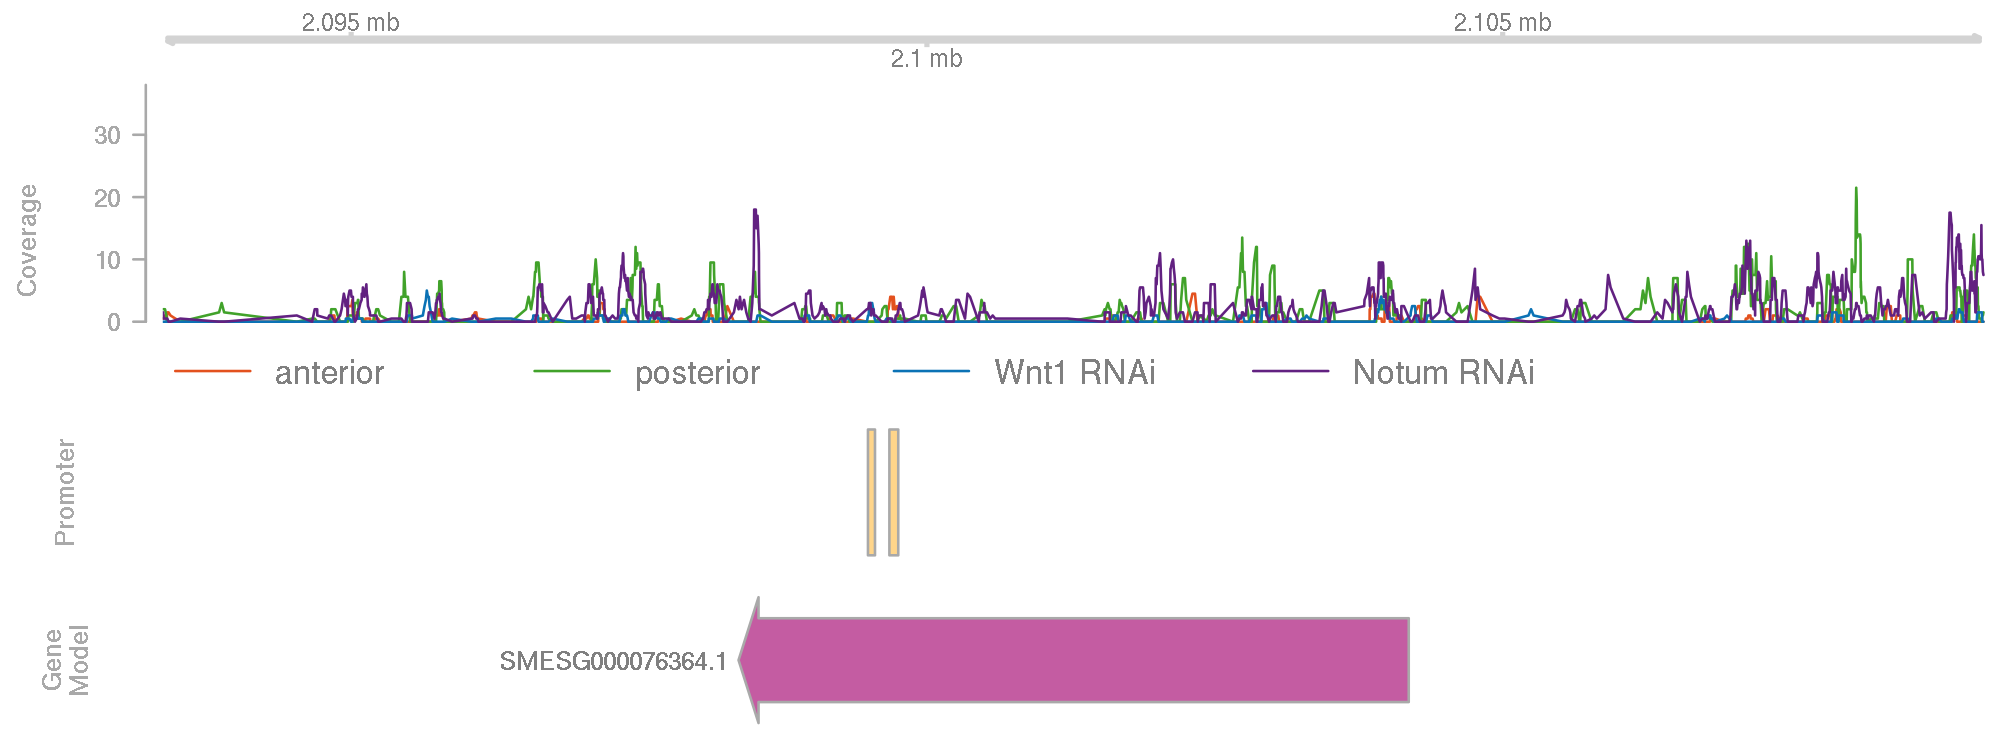 2.095 mb
2.105 mb
2.1 mb
Coverage
30
20
10
0
anterior
posterior
Wnt1 RNAi
Notum RNAi
Promoter
Gene
Model
SMESG000076364.1